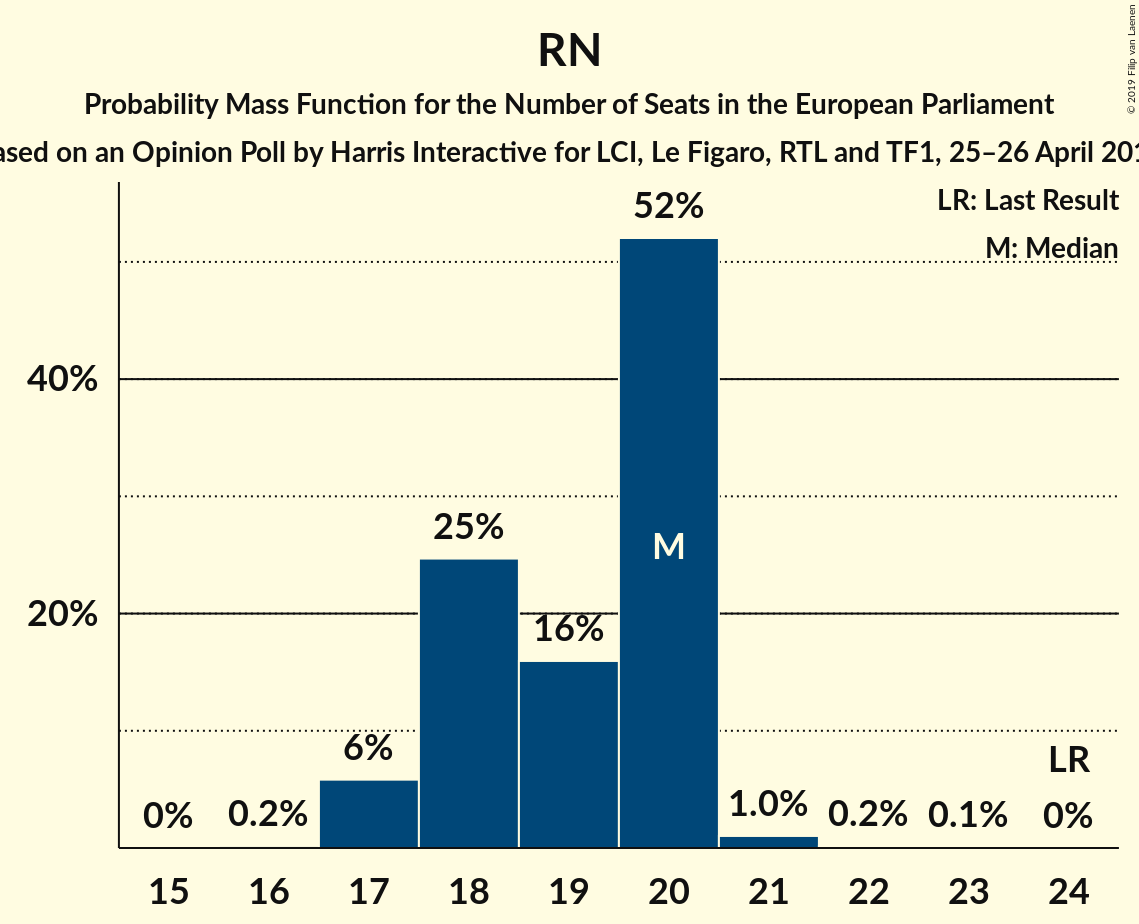 RN
Probability Mass Function for the Number of Seats in the European Parliament
on an Opinion Poll by Harris Interactive for LCI, Le Figaro, RTL and TF1, 25–26 April
© 2019 Filip van Laenen
LR: Last Result
M: Median
52%
40%
25%
M
20%
16%
6%
LR
0%
0.2%
1.0%
0.2%
0.1%
0%
15 16 17 18 19 20 21 22 23 24